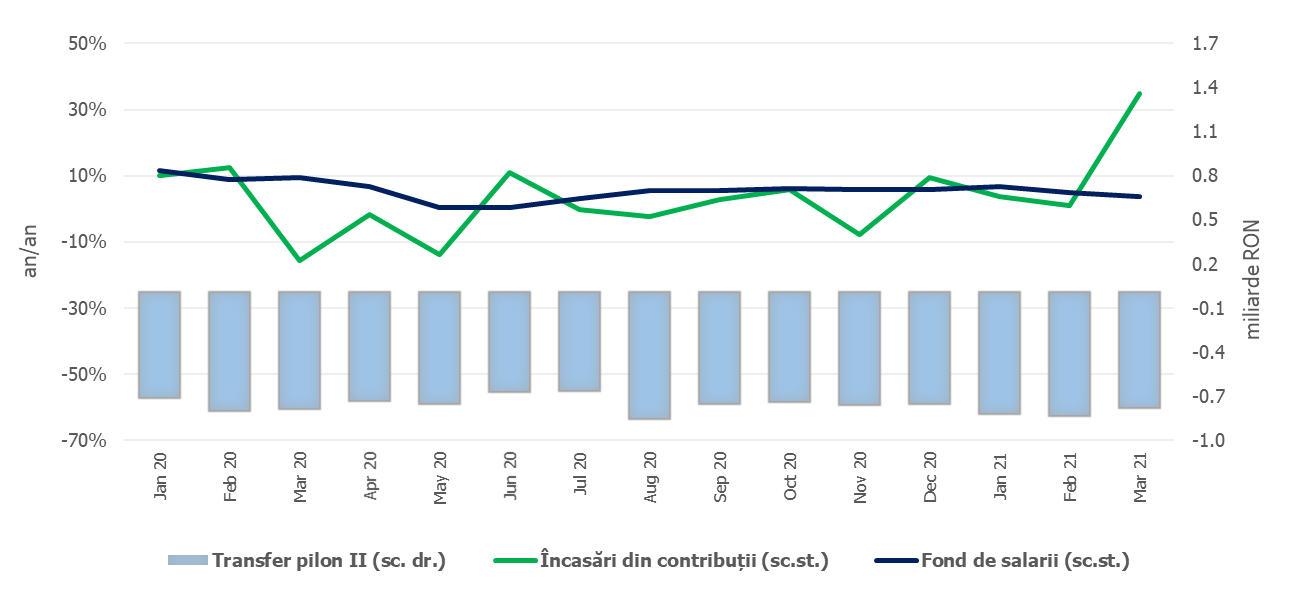 50%
30%
10%
-10%
-30%
-50%
-70%
an/an
1.7
1.4
1.1
0.8
0.5
0.2
-0.1
-0.4
-0.7
-1.0
miliarde RON
Jan 20
Feb 20
Mar 20
Apr 20
May 20
Jun 20
Jul 20
Aug 20
Sep 20
Oct 20
Nov 20
Dec 20
Jan 21
Feb 21
Mar 21
Transfer pilon II (sc. dr.)
Încasări din contribuții (sc.st.)
Fond de salarii (sc.st.)